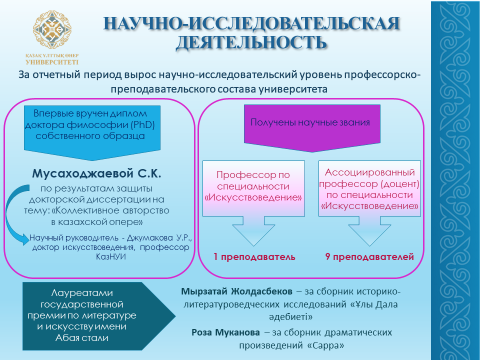 ҚАЗАҚ ҰЛТТЫҚ ӨНЕР
УНИВЕРСИТЕТІ
НАУЧНО-ИССЛЕДОВАТЕЛЬСКАЯ
ДЕЯТЕЛЬНОСТЬ
За отчетный период вырос научно-исследовательский уровень профессорско-
преподавательского состава университета
Впервые вручен диплом
доктора философии (PhD)
собственного образца
Мусаходжаевой С.К.
по результатам защиты
докторской диссертации на
тему: «Коллективное авторство
в казахской опере»
Научный руководитель - Джумакова У.Р.,
доктор искусствоведения, профессор
КазНУИ
Получены научные звания
Профессор по
специальности
«Искусствоведение»
1 преподаватель
Ассоциированный
профессор (доцент)
по специальности
«Искусствоведение»
9 преподавателей
Лауреатами
государственной
премии по литературе
и искусству имени
Абая стали
Мырзатай Жолдасбеков – за сборник историко-
литературоведческих исследований «Ұлы Дала
әдебиеті»
Роза Муканова – за сборник драматических
произведений «Сарра»